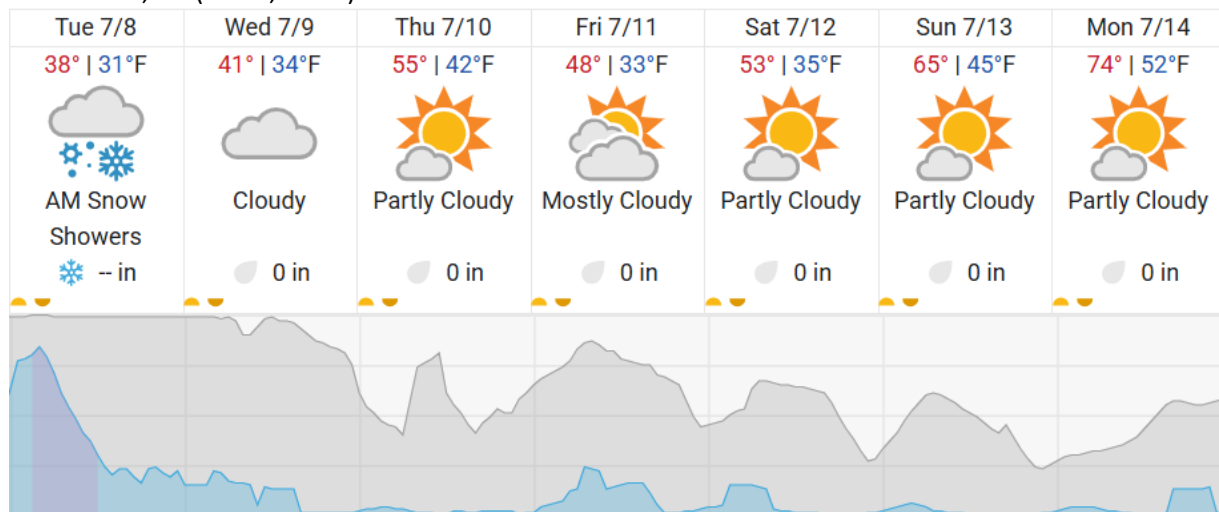 Tue 7/8
38° | 31°F
AM Snow
Showers
-- in
Wed 7/9
41° | 34°F
Cloudy
0 in
Thu 7/10
55° | 42°F
Partly Cloudy
0 in
Fri 7/11
48° | 33°F
Mostly Cloudy
0 in
Sat 7/12
53° | 35°F
Partly Cloudy
0 in
Sun 7/13
65° | 45°F
Partly Cloudy
0 in
Mon 7/14
74° | 52°F
Partly Cloudy
0 in